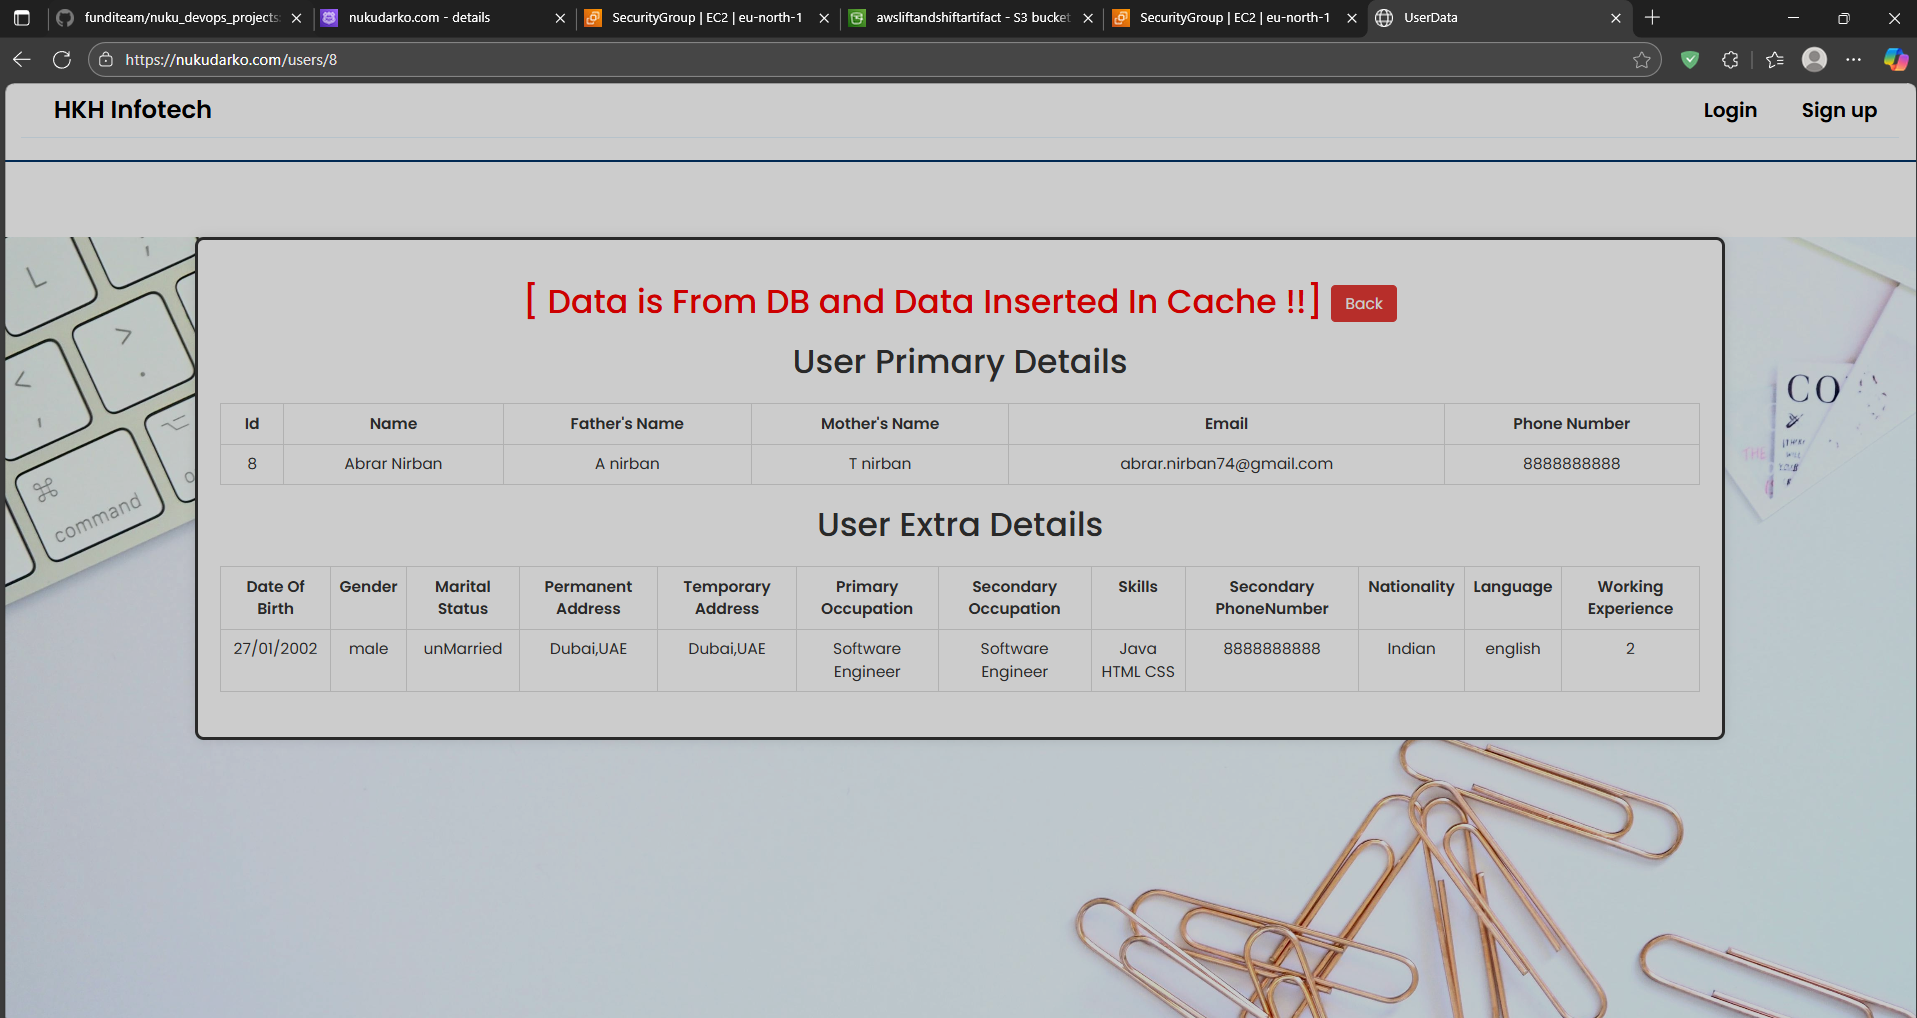 funditeam/nuku_devops_projects:
nukudarko.com - details
SecurityGroup | EC2 | eu-north-1
awsliftandshiftartifact - S3 bucket
SecurityGroup | EC2 | eu-north-1
UserData
https://nukudarko.com/users/8
HKH Infotech
Login
Sign up
[ Data is From DB and Data Inserted In Cache !!]
Back
User Primary Details
Id Name Father's Name Mother's Name Email Phone Number
8 Abrar Nirban A nirban T nirban abrar.nirban74@gmail.com 8888888888
User Extra Details
Date Of Birth Gender Marital Status Permanent Address Temporary Address Primary Occupation Secondary Occupation Skills Secondary PhoneNumber Nationality Language Working Experience
27/01/2002 male unMarried Dubai,UAE Dubai,UAE Software Engineer Software Engineer Java HTML CSS 8888888888 Indian english 2
L
command
CO
THE